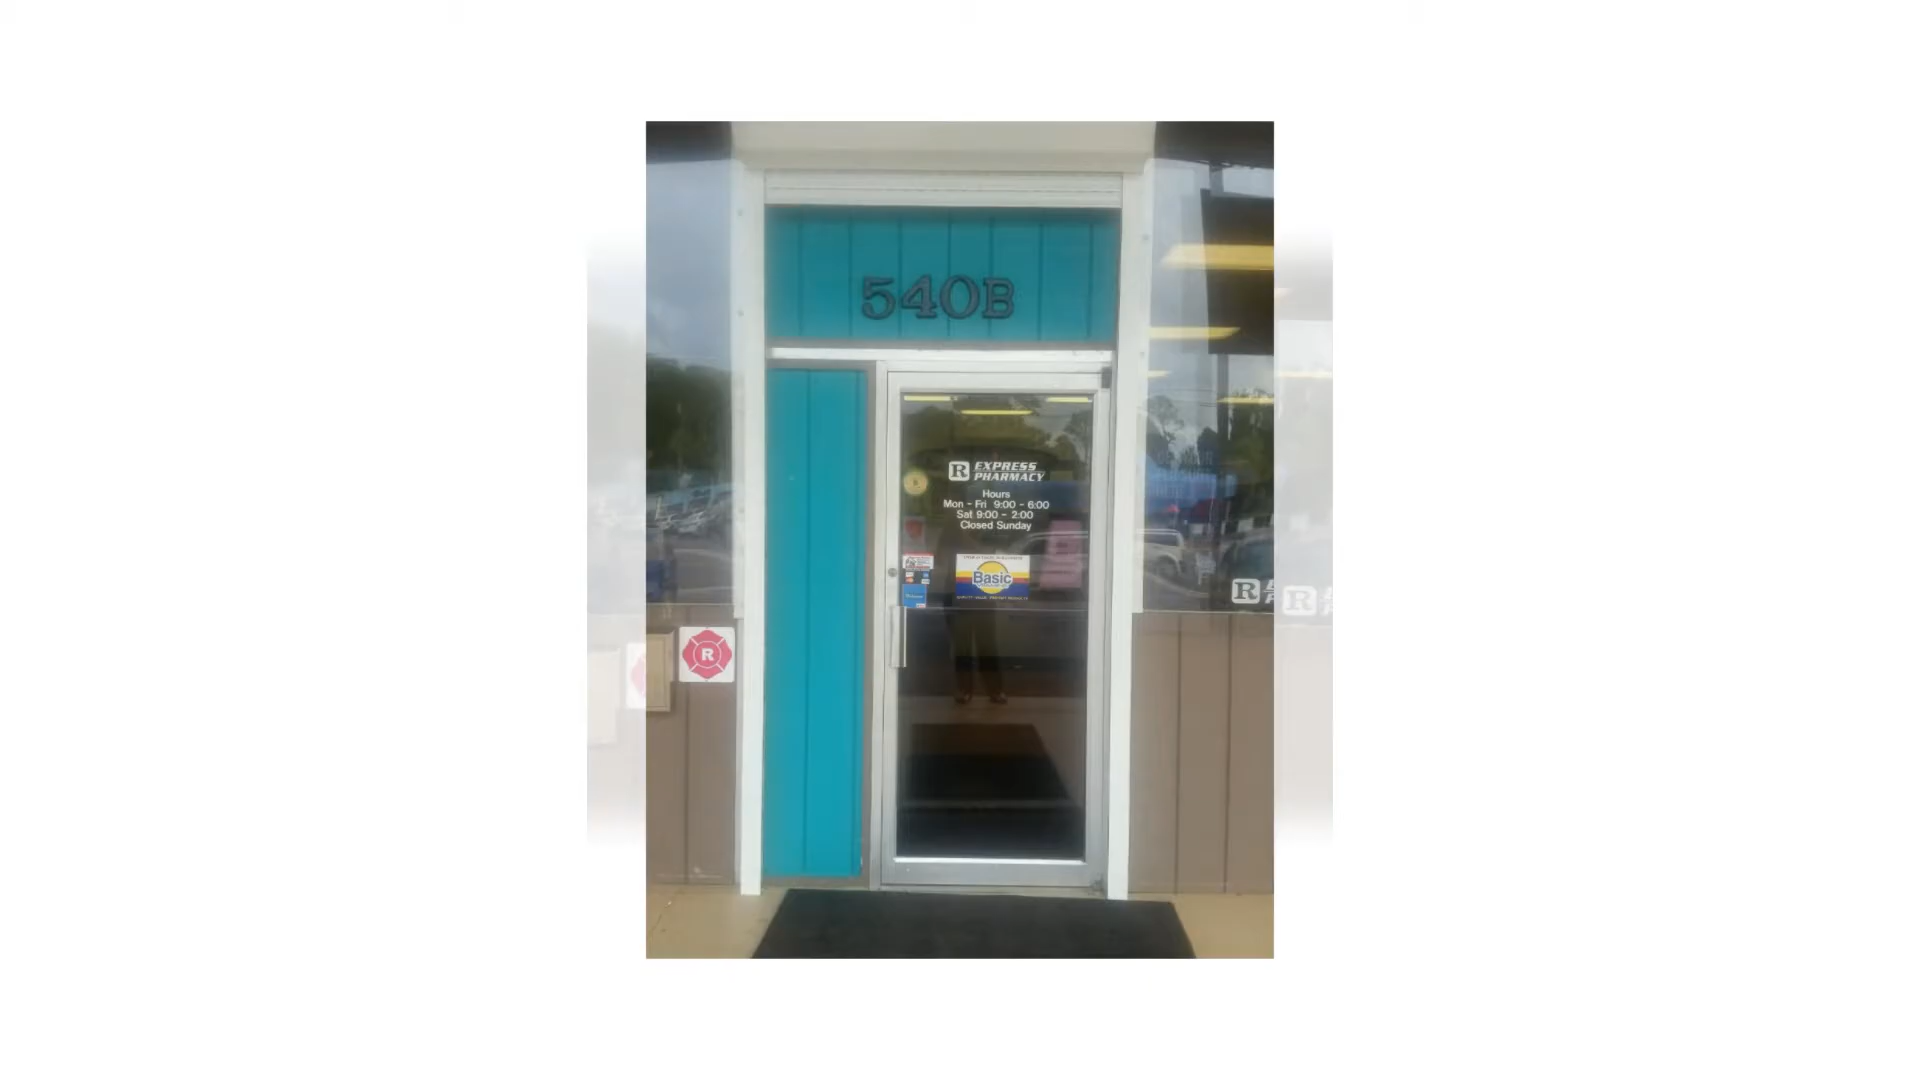 540B
R EXPRESS
PHARMACY
Hours
Mon - Fri 9:00 - 6:00
Sat 9:00 - 2:00
Closed Sunday
Basic
R
R
R